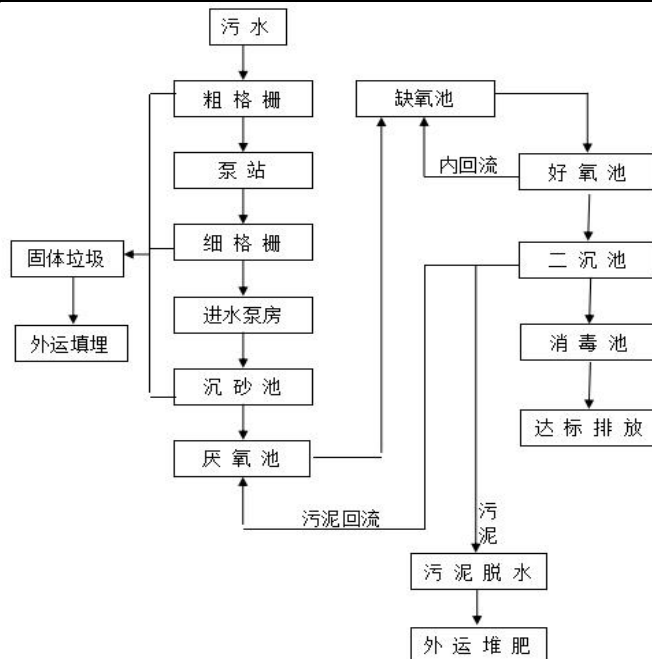 污水
粗格栅
缺氧池
泵站
内回流
好氧池
细格栅
固体垃圾
二沉池
进水泵房
外运填埋
消毒池
沉砂池
达标排放
厌氧池
污泥回流
污
泥
污泥脱水
外运堆肥